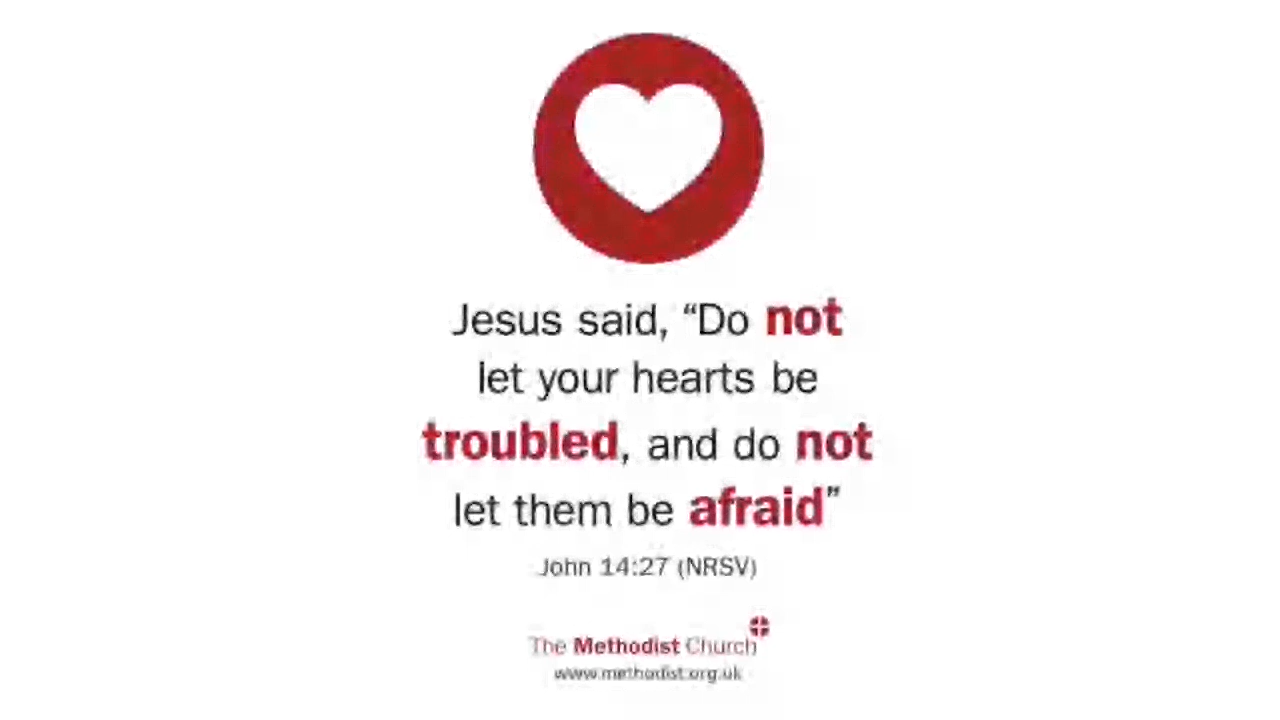 Jesus said, “Do not
let your hearts be
troubled, and do not
let them be afraid”
John 14:27 (NRSV)
The Methodist Church
www.methodist.org.uk